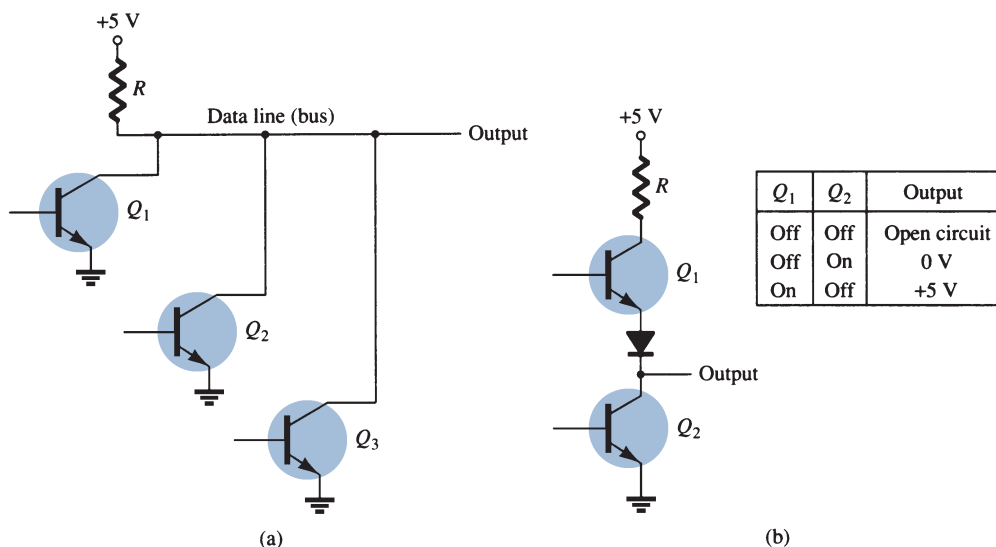 +5 V
R
Data line (bus)
Output
Q1
Q2
Q3
(a)
+5 V
R
Q1
Output
Q2
(b)
Q1 Q2 Output
Off Off Open circuit
Off On 0 V
On Off +5 V